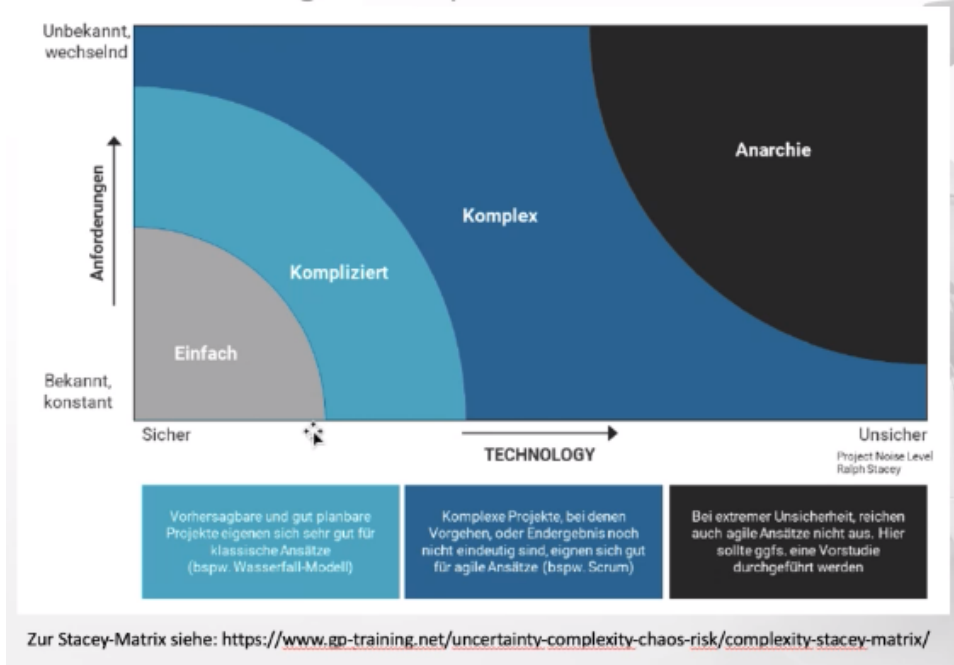 Unbekannt,
wechselnd
Anarchie
Komplex
Anforderungen
Kompliziert
Einfach
Bekannt,
konstant
Sicher
Unsicher
TECHNOLOGY
Project Noise Level
Ralph Stacey
Vorhersagbare und gut planbare
Projekte eigenen sich sehr gut für
klassische Ansätze
(bspw. Wasserfall-Modell)
Komplexe Projekte, bei denen
Vorgehen, oder Endergebnis noch
nicht eindeutig sind, eignen sich gut
für agile Ansätze (bspw. Scrum)
Bei extremer Unsicherheit, reichen
auch agile Ansätze nicht aus. Hier
sollte ggfs. eine Vorstudie
durchgeführt werden
Zur Stacey-Matrix siehe: https://www.gp-training.net/uncertainty-complexity-chaos-risk/complexity-stacey-matrix/